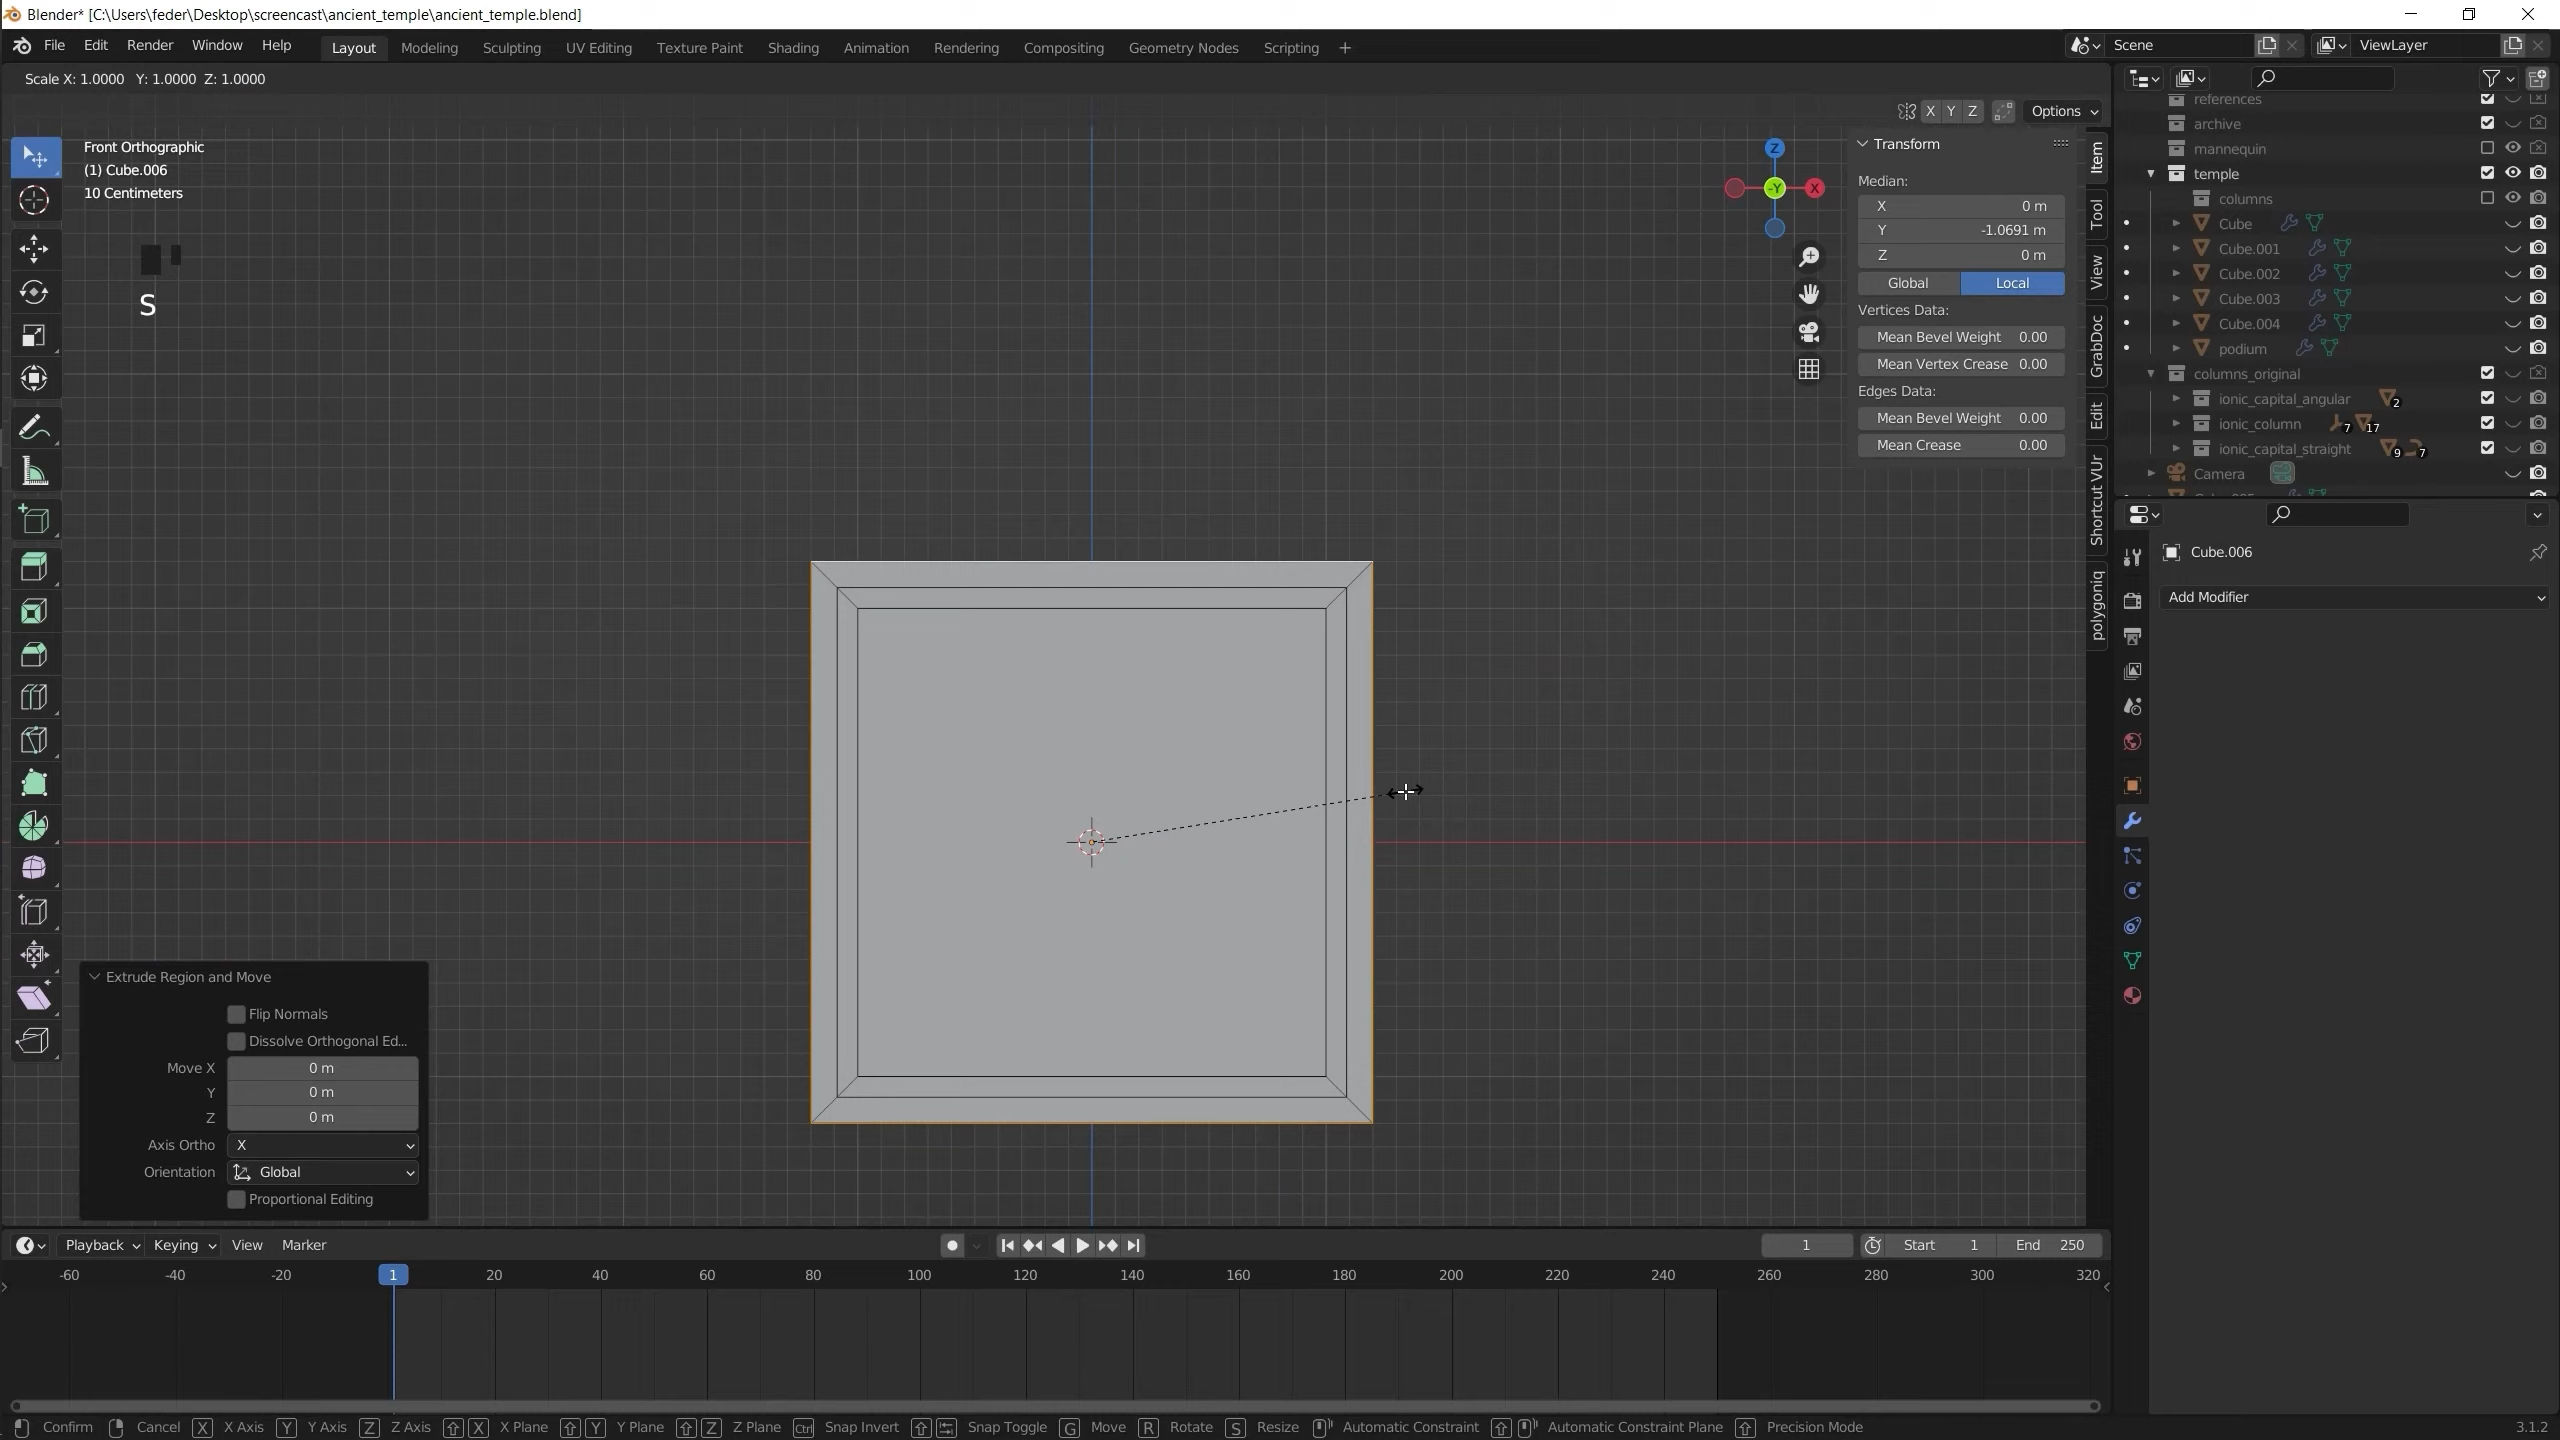 Blender* [C:\Users\feder\Desktop\screencast\ancient_temple\ancient_temple.blend]
File Edit Render Window Help Layout Modeling Sculpting UV Editing Texture Paint Shading Animation Rendering Compositing Geometry Nodes Scripting + Scene ViewLayer
Scale X: 1.0000 Y: 1.0000 Z: 1.0000
X Y Z Options
Front Orthographic
(1) Cube.006
10 Centimeters
S
Z
-Y
X
Transform
Median:
X 0 m
Y -1.0691 m
Z 0 m
Global Local
Vertices Data:
Mean Bevel Weight 0.00
Mean Vertex Crease 0.00
Edges Data:
Mean Bevel Weight 0.00
Mean Crease 0.00
Item
Tool
View
GrabDoc
Edit
Shortcut VUr
polygoniq
references
archive
mannequin
temple
columns
Cube
Cube.001
Cube.002
Cube.003
Cube.004
podium
columns_original
ionic_capital_angular 2
ionic_column 7 17
ionic_capital_straight 9 7
Camera
Cube.006
Add Modifier
Extrude Region and Move
Flip Normals
Dissolve Orthogonal Ed...
Move X 0 m
Y 0 m
Z 0 m
Axis Ortho X
Orientation Global
Proportional Editing
Playback Keying View Marker 1 Start 1 End 250
-60 -40 -20 1 20 40 60 80 100 120 140 160 180 200 220 240 260 280 300 320
Confirm Cancel X X Axis Y Y Axis Z Z Axis X X Plane Y Y Plane Z Z Plane Ctrl Snap Invert Snap Toggle G Move R Rotate S Resize Automatic Constraint Automatic Constraint Plane Precision Mode 3.1.2